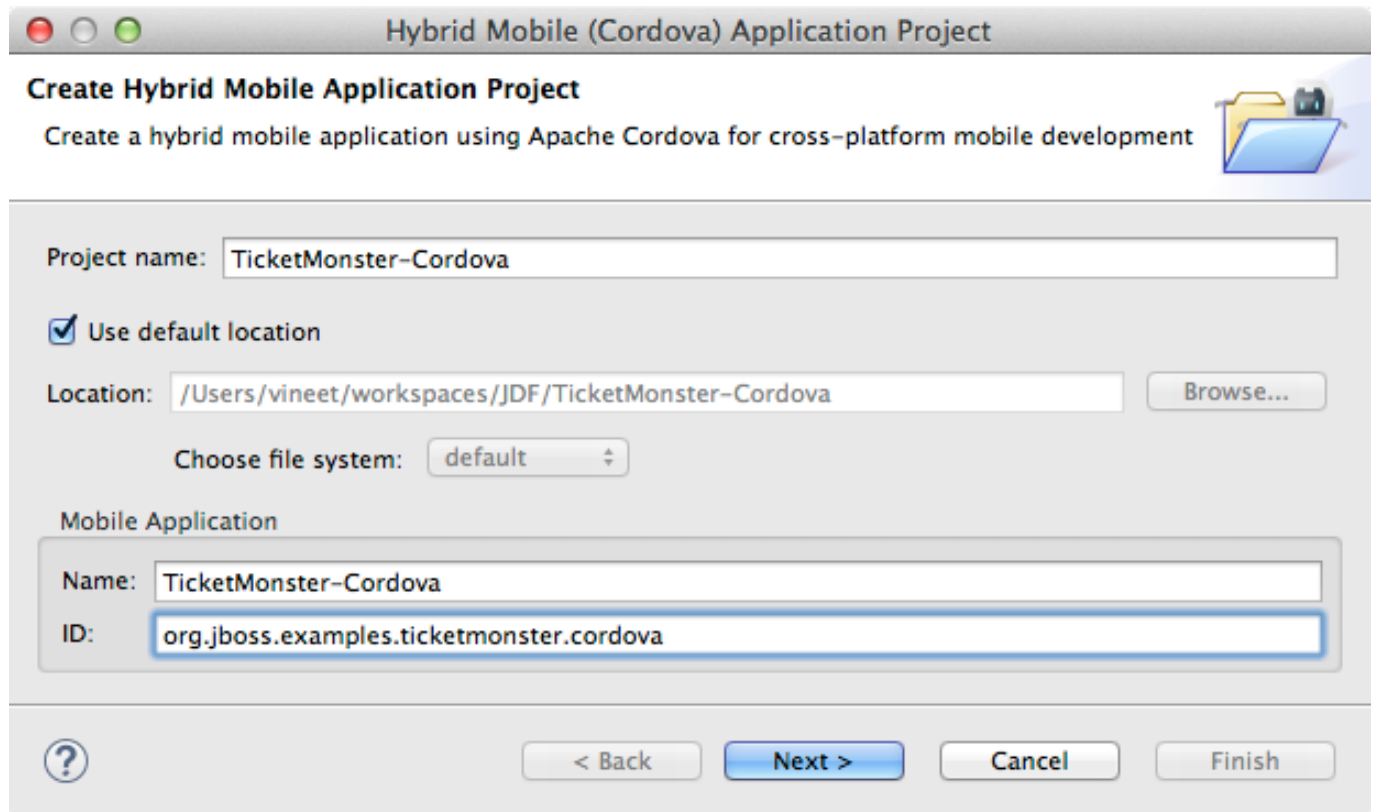 Hybrid Mobile (Cordova) Application Project
Create Hybrid Mobile Application Project
Create a hybrid mobile application using Apache Cordova for cross-platform mobile development
Project name: TicketMonster-Cordova
Use default location
Location: /Users/vineet/workspaces/JDF/TicketMonster-Cordova Browse...
Choose file system: default
Mobile Application
Name: TicketMonster-Cordova
ID: org.jboss.examples.ticketmonster.cordova
? < Back Next > Cancel Finish